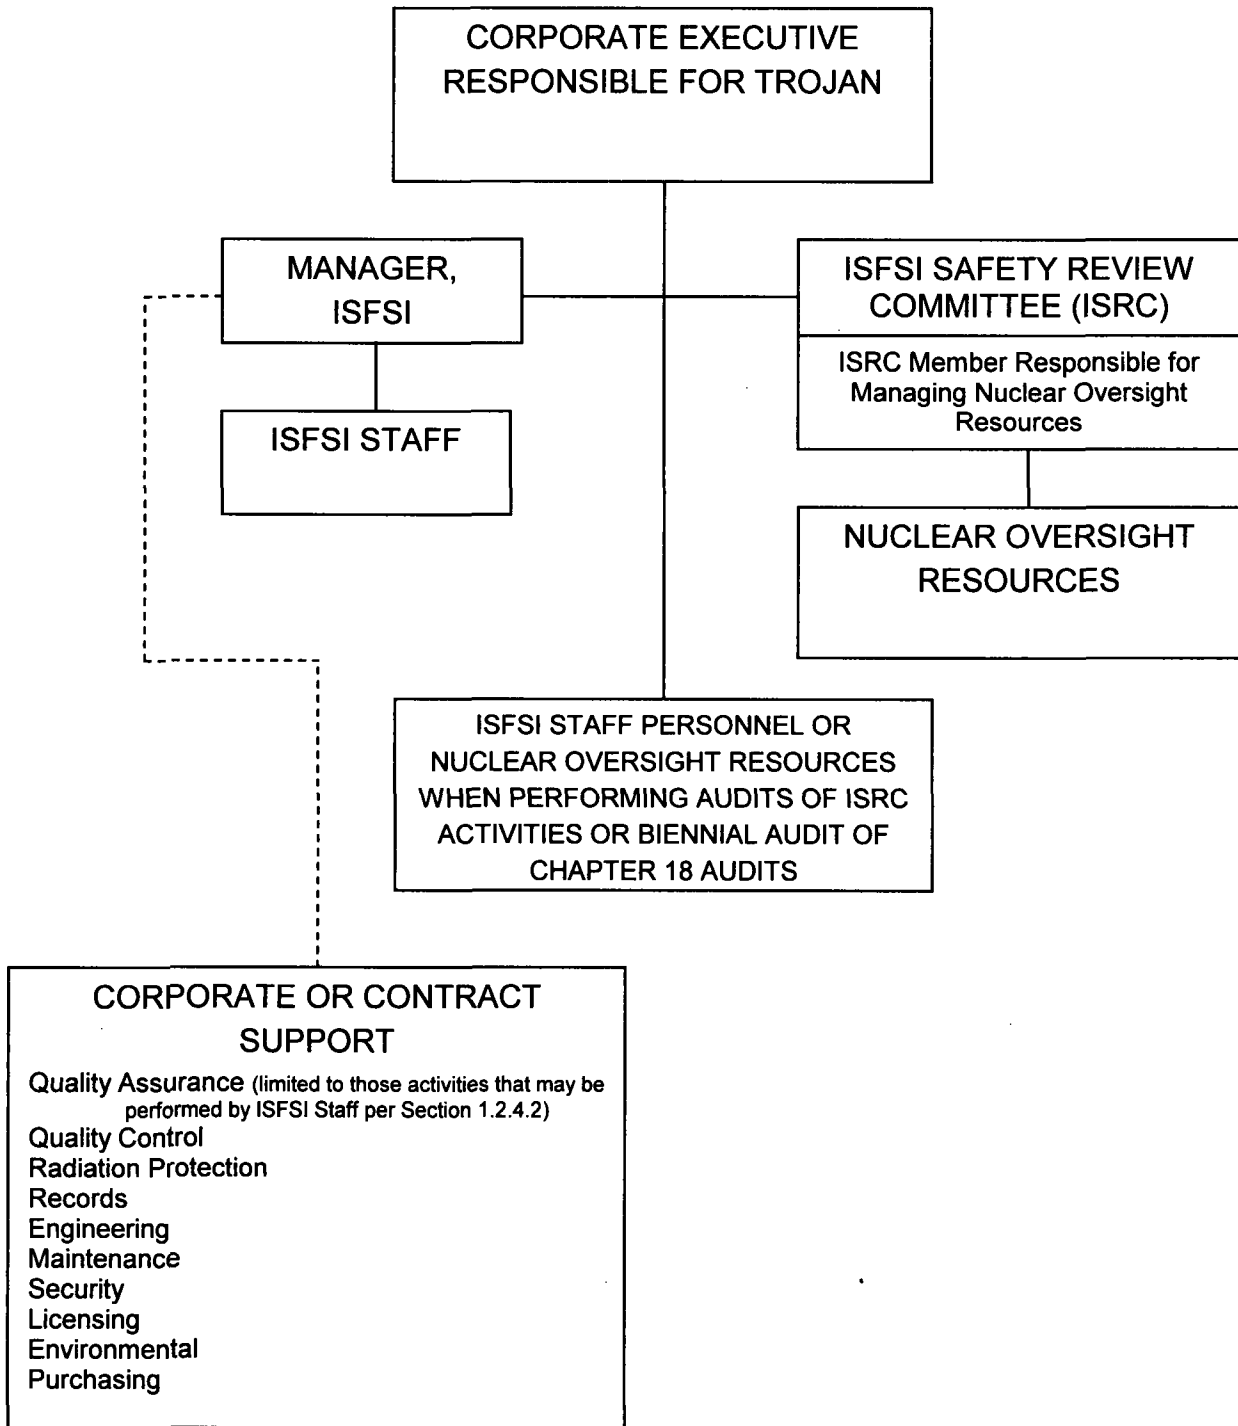 CORPORATE EXECUTIVE
RESPONSIBLE FOR TROJAN
MANAGER,
ISFSI
ISFSI SAFETY REVIEW
COMMITTEE (ISRC)
ISRC Member Responsible for
Managing Nuclear Oversight
Resources
ISFSI STAFF
NUCLEAR OVERSIGHT
RESOURCES
ISFSI STAFF PERSONNEL OR
NUCLEAR OVERSIGHT RESOURCES
WHEN PERFORMING AUDITS OF ISRC
ACTIVITIES OR BIENNIAL AUDIT OF
CHAPTER 18 AUDITS
CORPORATE OR CONTRACT
SUPPORT
Quality Assurance (limited to those activities that may be
performed by ISFSI Staff per Section 1.2.4.2)
Quality Control
Radiation Protection
Records
Engineering
Maintenance
Security
Licensing
Environmental
Purchasing